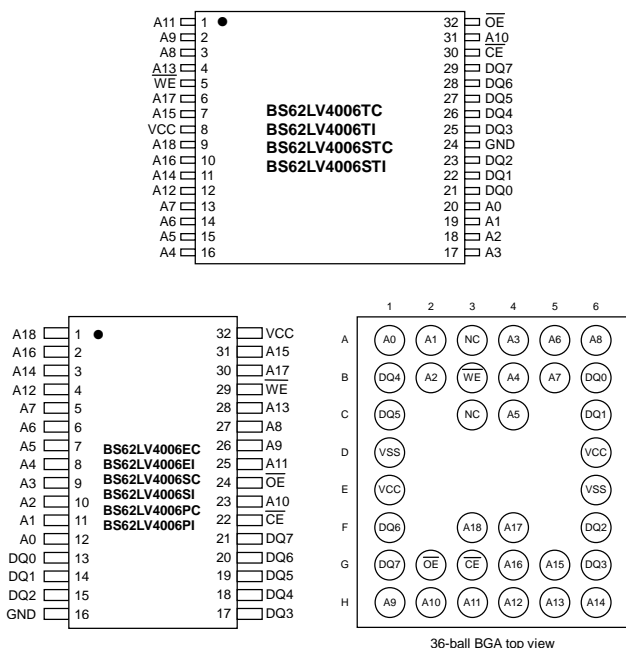 A11 1 32 OE
A9 2 31 A10
A8 3 30 CE
A13 4 29 DQ7
WE 5 28 DQ6
A17 6 27 DQ5
A15 7 26 DQ4
VCC 8 25 DQ3
A18 9 24 GND
A16 10 23 DQ2
A14 11 22 DQ1
A12 12 21 DQ0
A7 13 20 A0
A6 14 19 A1
A5 15 18 A2
A4 16 17 A3
BS62LV4006TC
BS62LV4006TI
BS62LV4006STC
BS62LV4006STI
A18 1 32 VCC
A16 2 31 A15
A14 3 30 A17
A12 4 29 WE
A7 5 28 A13
A6 6 27 A8
A5 7 26 A9
A4 8 25 A11
A3 9 24 OE
A2 10 23 A10
A1 11 22 CE
A0 12 21 DQ7
DQ0 13 20 DQ6
DQ1 14 19 DQ5
DQ2 15 18 DQ4
GND 16 17 DQ3
BS62LV4006EC
BS62LV4006EI
BS62LV4006SC
BS62LV4006SI
BS62LV4006PC
BS62LV4006PI
1 2 3 4 5 6
A A0 A1 NC A3 A6 A8
B DQ4 A2 WE A4 A7 DQ0
C DQ5 NC A5 DQ1
D VSS VCC
E VCC VSS
F DQ6 A18 A17 DQ2
G DQ7 OE CE A16 A15 DQ3
H A9 A10 A11 A12 A13 A14
36-ball BGA top view